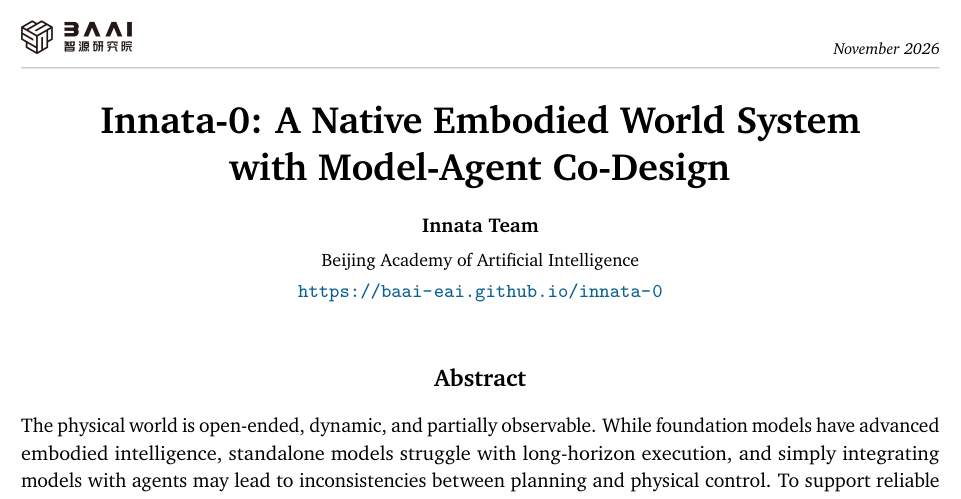 BAAI
智源研究院
November 2026
Innata-0: A Native Embodied World System
with Model-Agent Co-Design
Innata Team
Beijing Academy of Artificial Intelligence
https://baai-eai.github.io/innata-0
Abstract
The physical world is open-ended, dynamic, and partially observable. While foundation models have advanced
embodied intelligence, standalone models struggle with long-horizon execution, and simply integrating
models with agents may lead to inconsistencies between planning and physical control. To support reliable